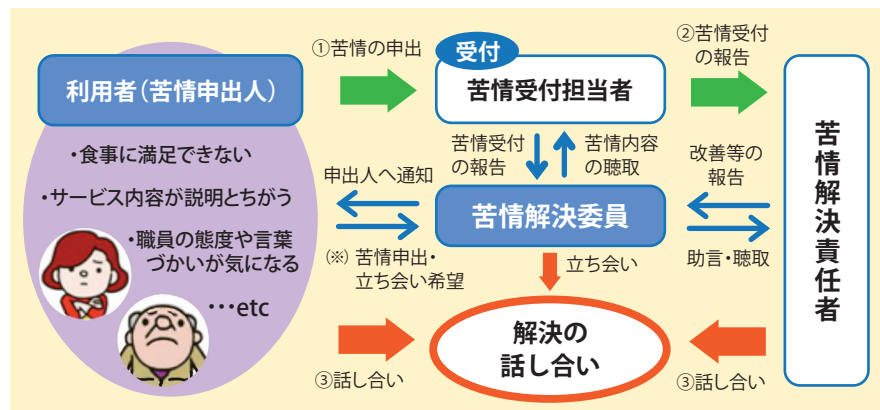 ①苦情の申出
②苦情受付
の報告
受付
利用者(苦情申出人)
苦情受付担当者
苦情解決責任者
・食事に満足できない
・サービス内容が説明とちがう
・職員の態度や言葉
づかいが気になる
…etc
苦情受付
の報告
苦情内容
の聴取
申出人へ通知
改善等の
報告
苦情解決委員
(※) 苦情申出・
立ち会い希望
助言・聴取
立ち会い
解決の
話し合い
③話し合い
③話し合い